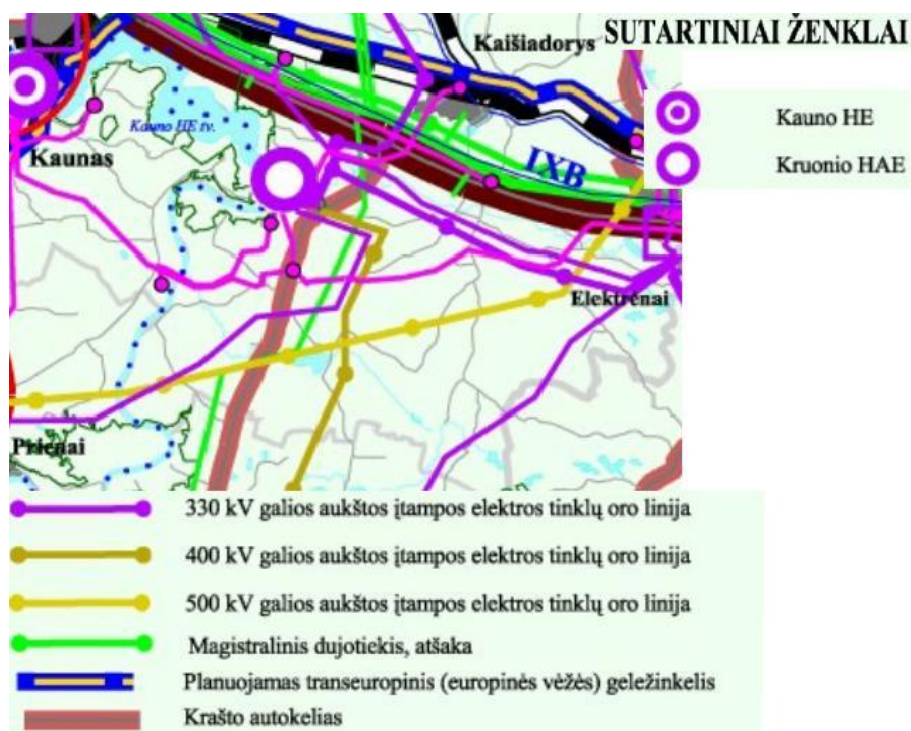 Kaišiadorys
SUTARTINIAI ŽENKLAI
Kauno HE tv.
Kauno HE
Kaunas
IXB
Kruonio HAE
Elektrėnai
Prienai
330 kV galios aukštos įtampos elektros tinklų oro linija
400 kV galios aukštos įtampos elektros tinklų oro linija
500 kV galios aukštos įtampos elektros tinklų oro linija
Magistralinis dujotiekis, atšaka
Planuojamas transeuropinis (europinės vėžės) geležinkelis
Krašto autokelias